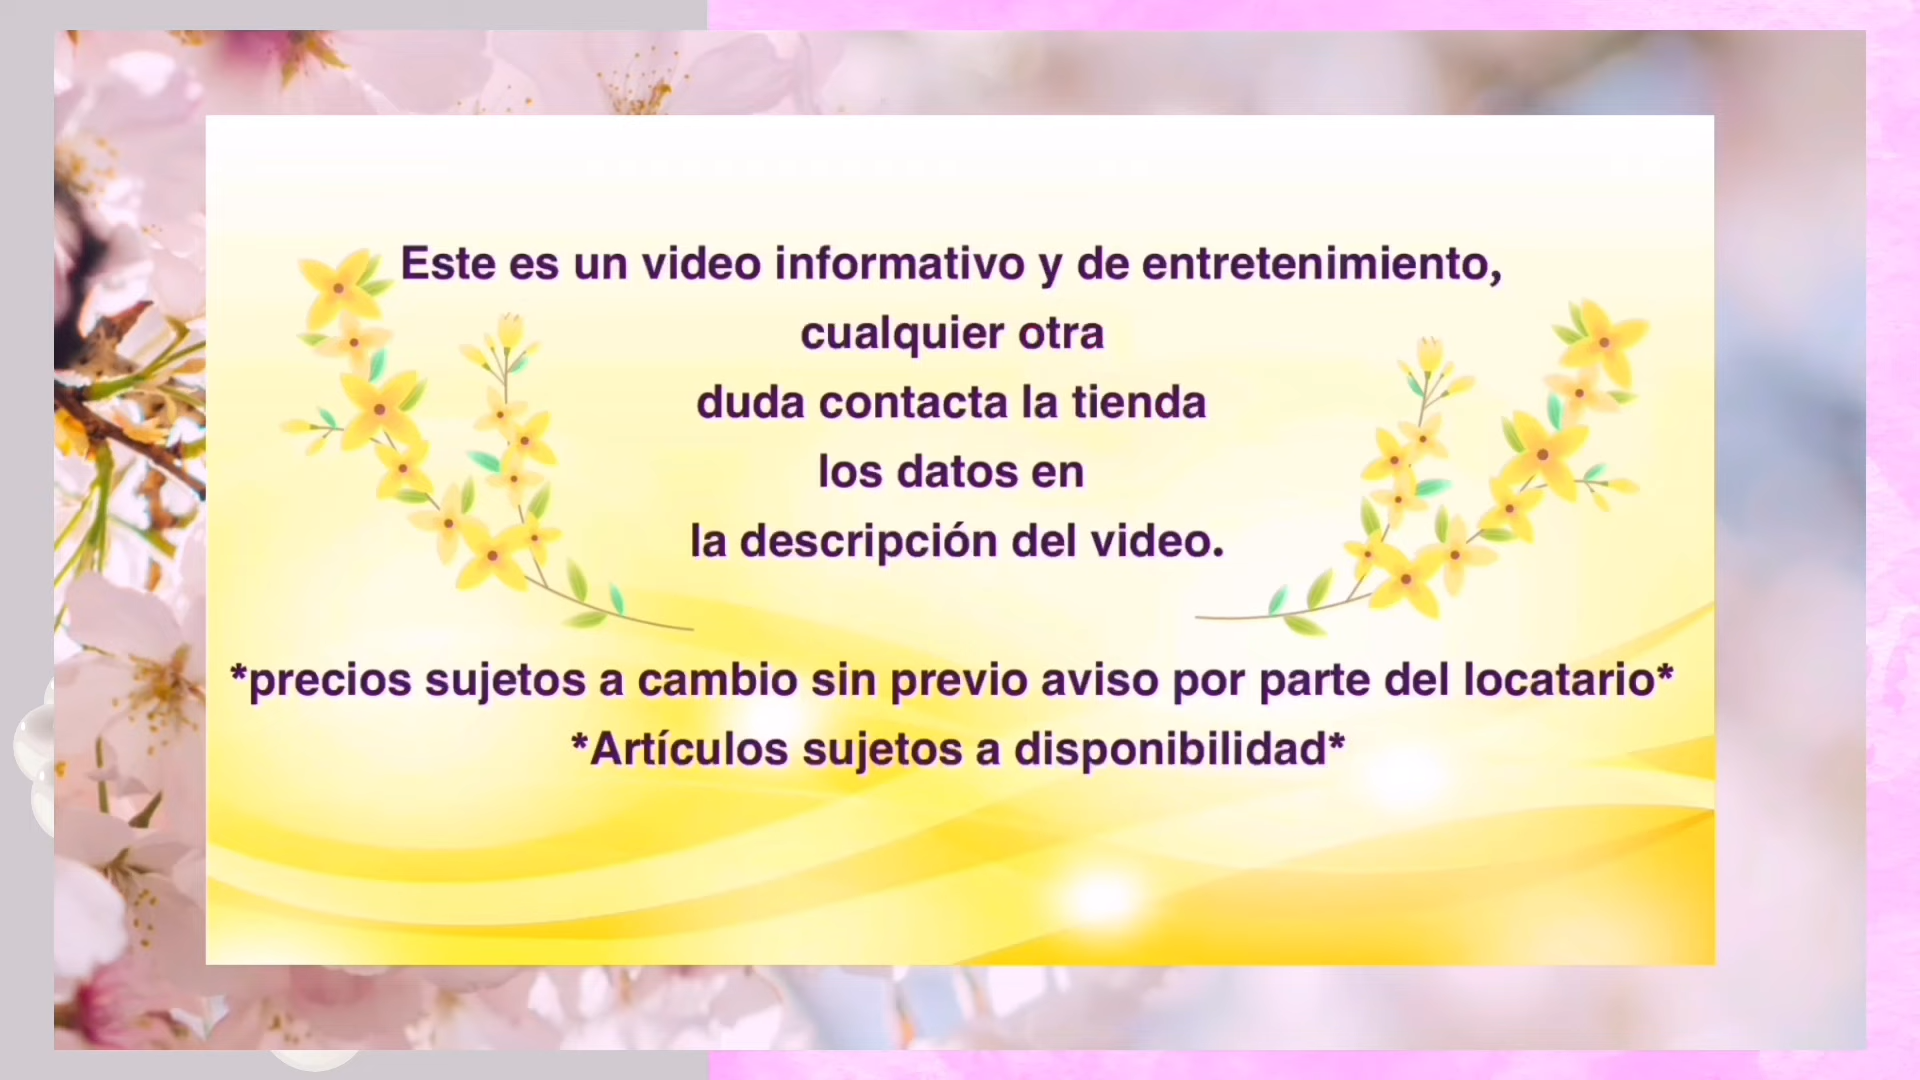 Este es un video informativo y de entretenimiento,
cualquier otra
duda contacta la tienda
los datos en
la descripción del video.
*precios sujetos a cambio sin previo aviso por parte del locatario*
*Artículos sujetos a disponibilidad*